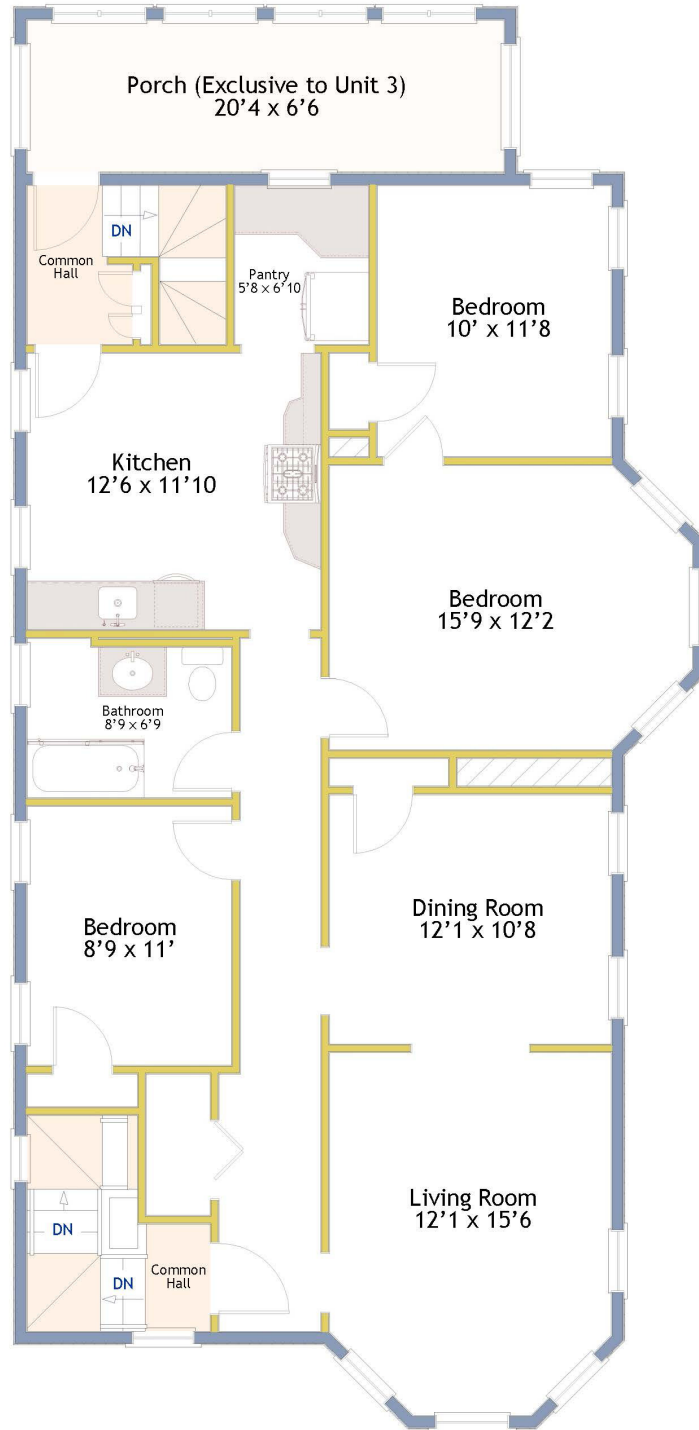 Porch (Exclusive to Unit 3)
20'4 x 6'6
DN
Common
Hall
Pantry
5'8 x 6'10
Bedroom
10' x 11'8
Kitchen
12'6 x 11'10
Bedroom
15'9 x 12'2
Bathroom
8'9 x 6'9
Bedroom
8'9 x 11'
Dining Room
12'1 x 10'8
Living Room
12'1 x 15'6
DN
DN
Common
Hall